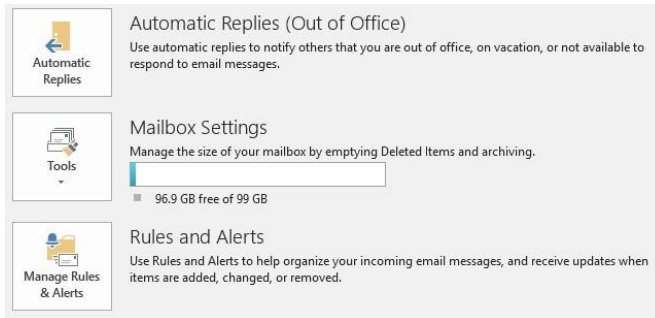 Automatic Replies
Automatic Replies (Out of Office)
Use automatic replies to notify others that you are out of office, on vacation, or not available to
respond to email messages.
Tools
Mailbox Settings
Manage the size of your mailbox by emptying Deleted Items and archiving.
96.9 GB free of 99 GB
Manage Rules
& Alerts
Rules and Alerts
Use Rules and Alerts to help organize your incoming email messages, and receive updates when
items are added, changed, or removed.